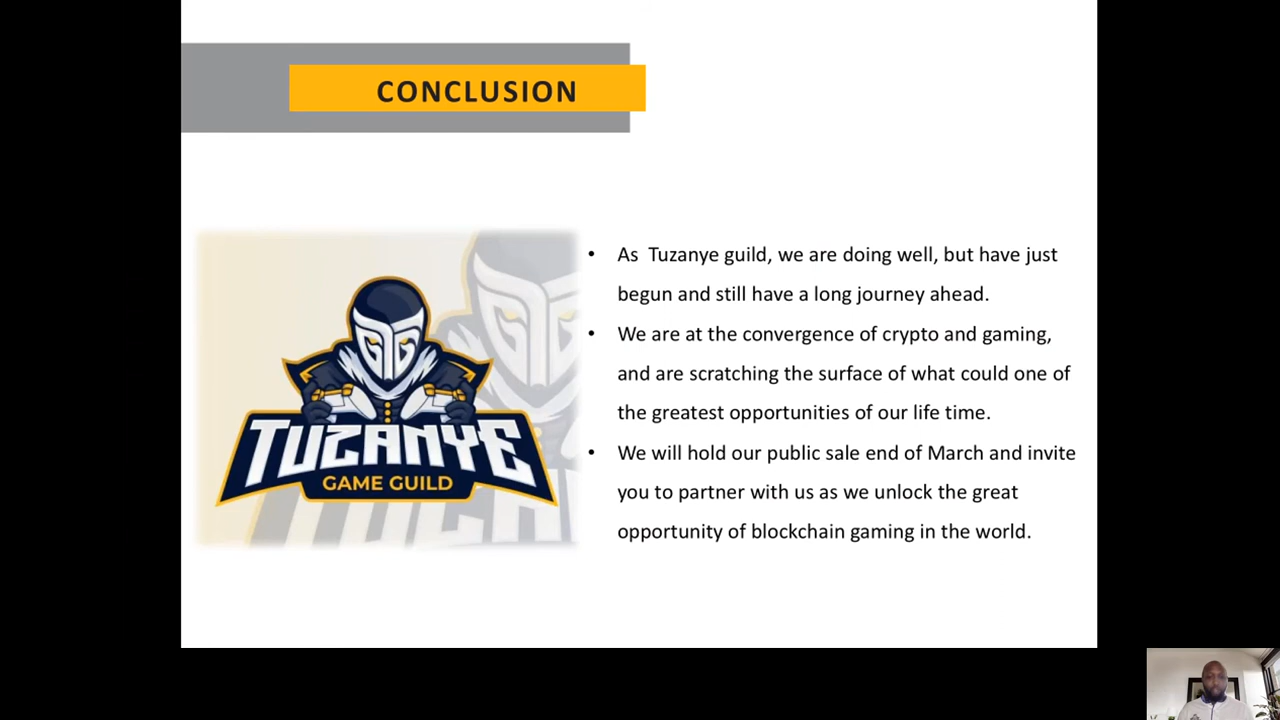 CONCLUSION
TUZANYE
GAME GUILD
• As Tuzanye guild, we are doing well, but have just
begun and still have a long journey ahead.
• We are at the convergence of crypto and gaming,
and are scratching the surface of what could one of
the greatest opportunities of our life time.
• We will hold our public sale end of March and invite
you to partner with us as we unlock the great
opportunity of blockchain gaming in the world.